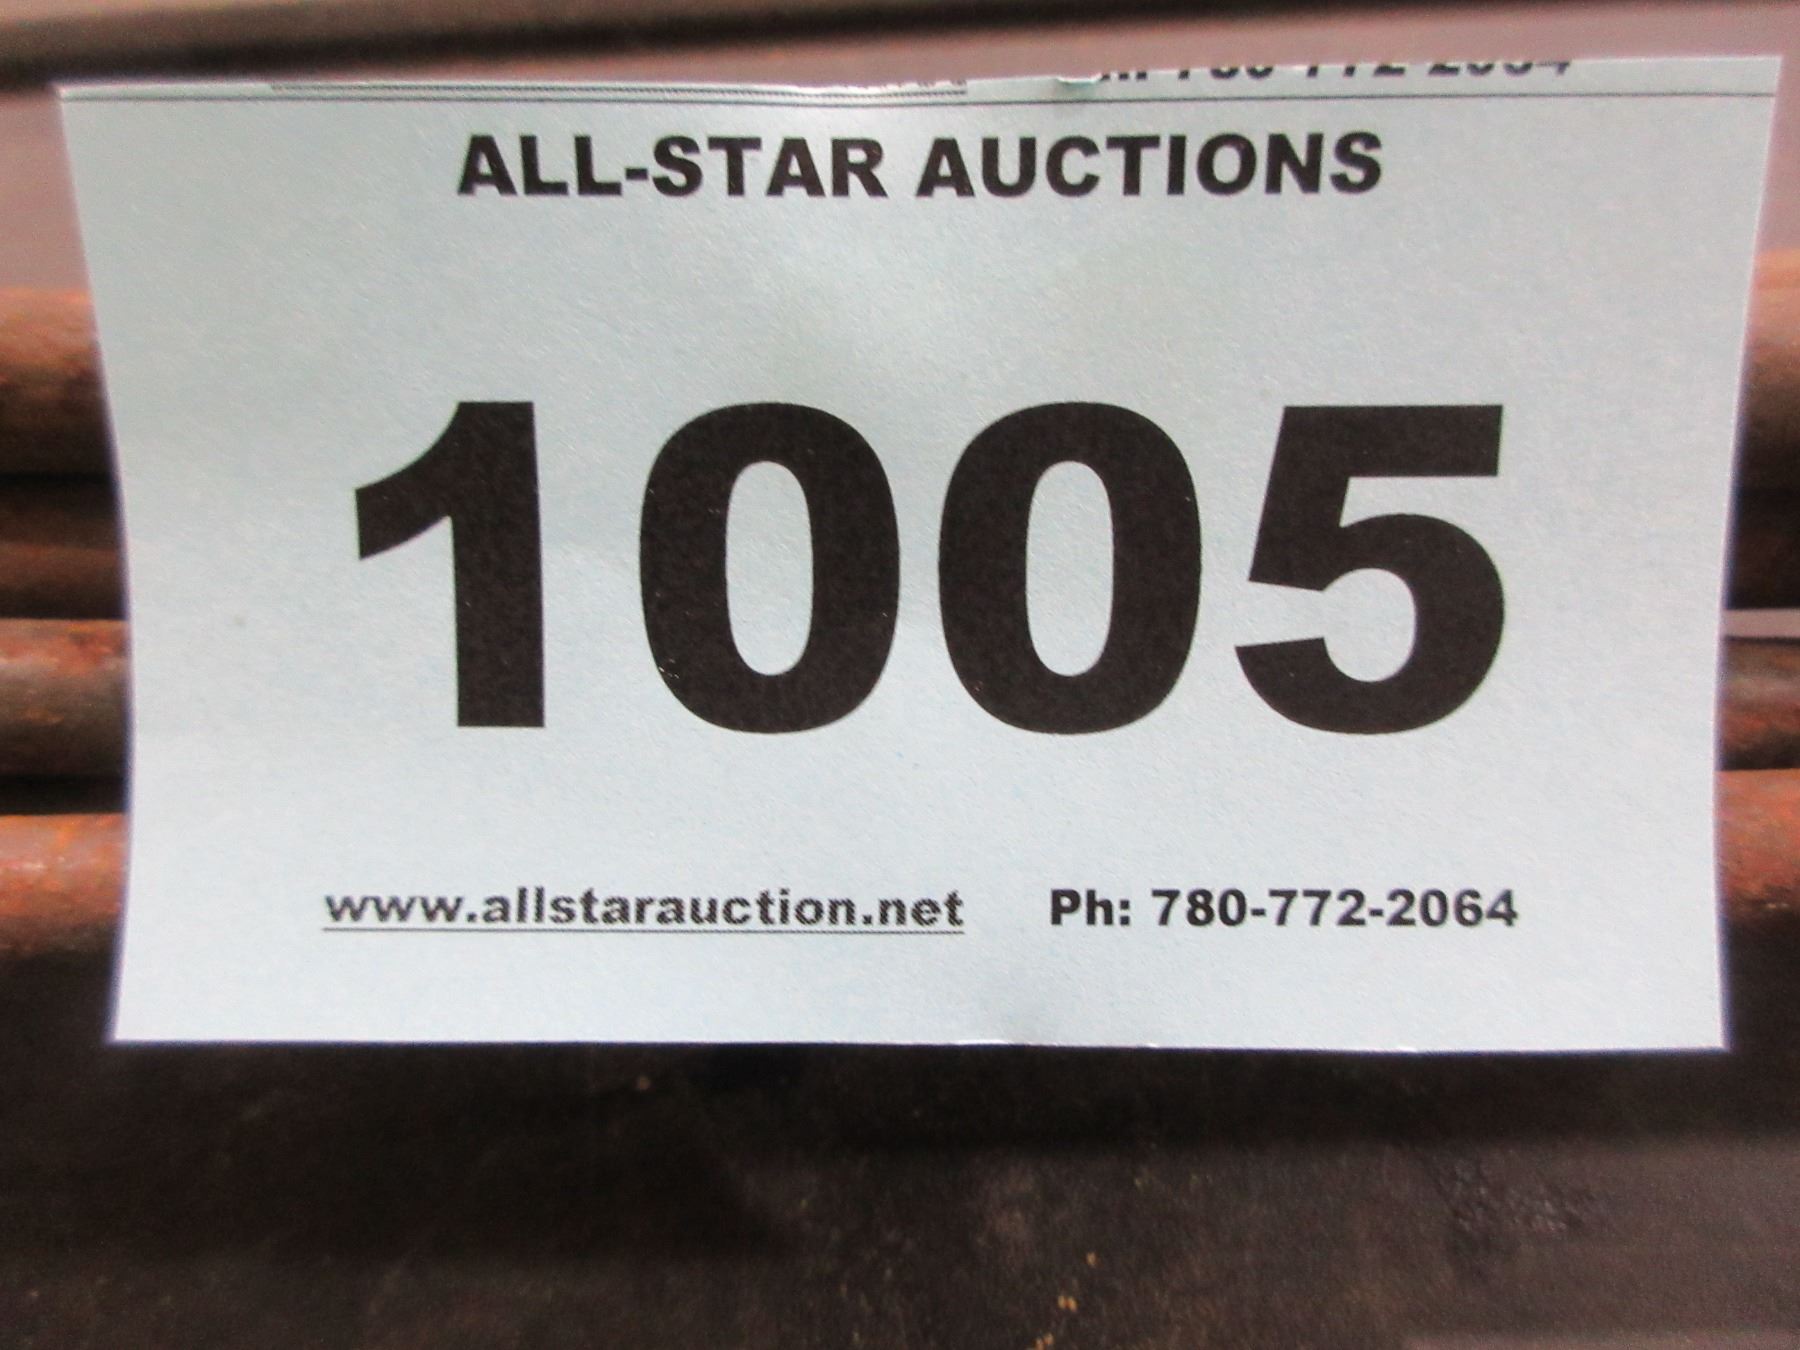 ALL-STAR AUCTIONS
1005
www.allstarauction.net Ph: 780-772-2064